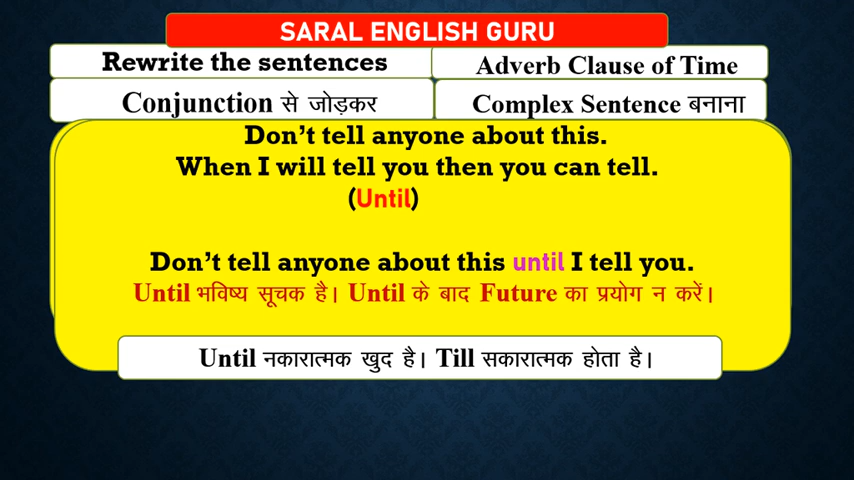 SARAL ENGLISH GURU
Rewrite the sentences
Adverb Clause of Time
Conjunction से जोड़कर
Complex Sentence बनाना
Don't tell anyone about this.
When I will tell you then you can tell.
(Until)
Don't tell anyone about this until I tell you.
Until भविष्य सूचक है। Until के बाद Future का प्रयोग न करें।
Until नकारात्मक खुद है। Till सकारात्मक होता है।